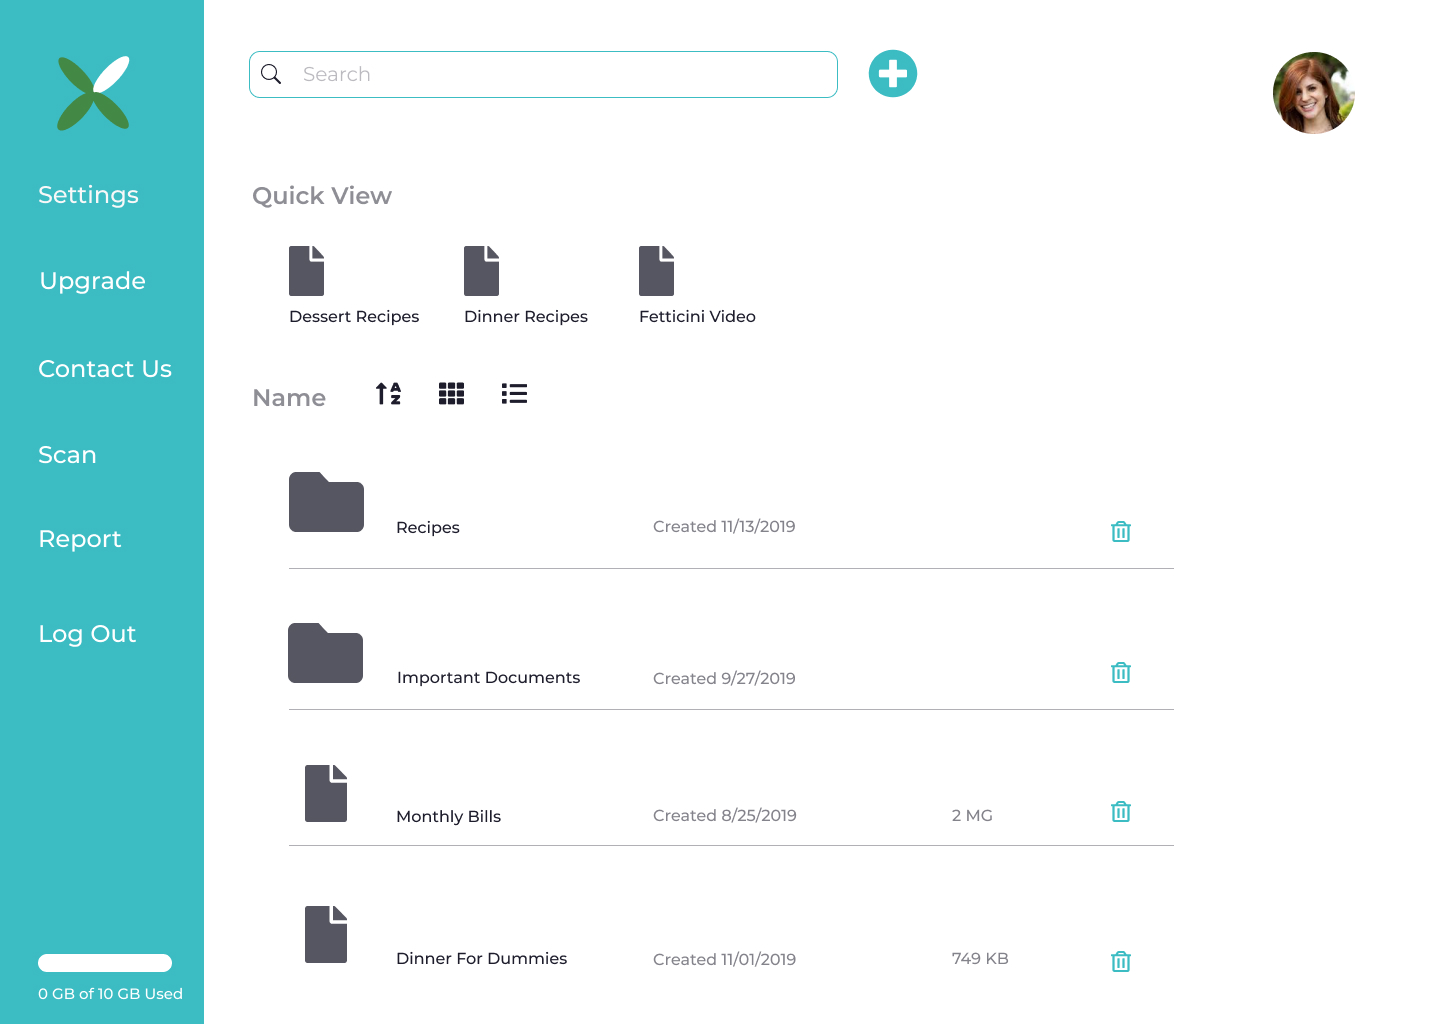 Search
Settings
Upgrade
Contact Us
Scan
Report
Log Out
0 GB of 10 GB Used
Quick View
Dessert Recipes
Dinner Recipes
Fetticini Video
Name
A
Z
Recipes Created 11/13/2019
Important Documents Created 9/27/2019
Monthly Bills Created 8/25/2019 2 MG
Dinner For Dummies Created 11/01/2019 749 KB